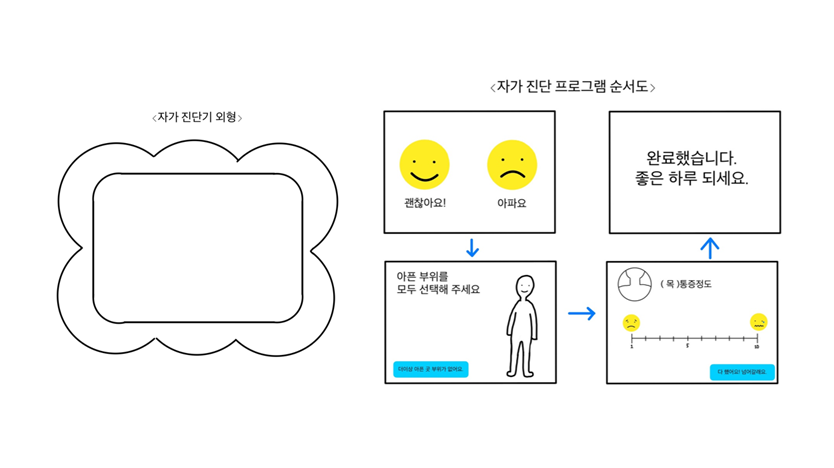 <자가 진단기 외형>
<자가 진단 프로그램 순서도>
괜찮아요!
아파요
아픈 부위를
모두 선택해 주세요
더이상 아픈 곳 부위가 없어요.
( 목 )통증정도
1
5
10
다 했어요! 넘어갈래요.
완료했습니다.
좋은 하루 되세요.